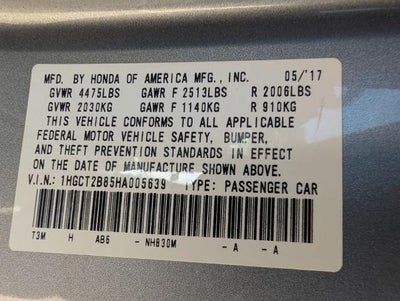 MFD. BY HONDA OF AMERICA MFG., INC. 05/'17
GVWR 4475LBS GAWR F 2513LBS R 2006LBS
GVWR 2030KG GAWR F 1140KG R 910KG
THIS VEHICLE CONFORMS TO ALL APPLICABLE
FEDERAL MOTOR VEHICLE SAFETY, BUMPER,
AND THEFT PREVENTION STANDARDS IN EFFECT
ON THE DATE OF MANUFACTURE SHOWN ABOVE.
V.I.N.: 1HGCT2B85HA005639 TYPE: PASSENGER CAR
T3M H AB6 - NH830M - A - A